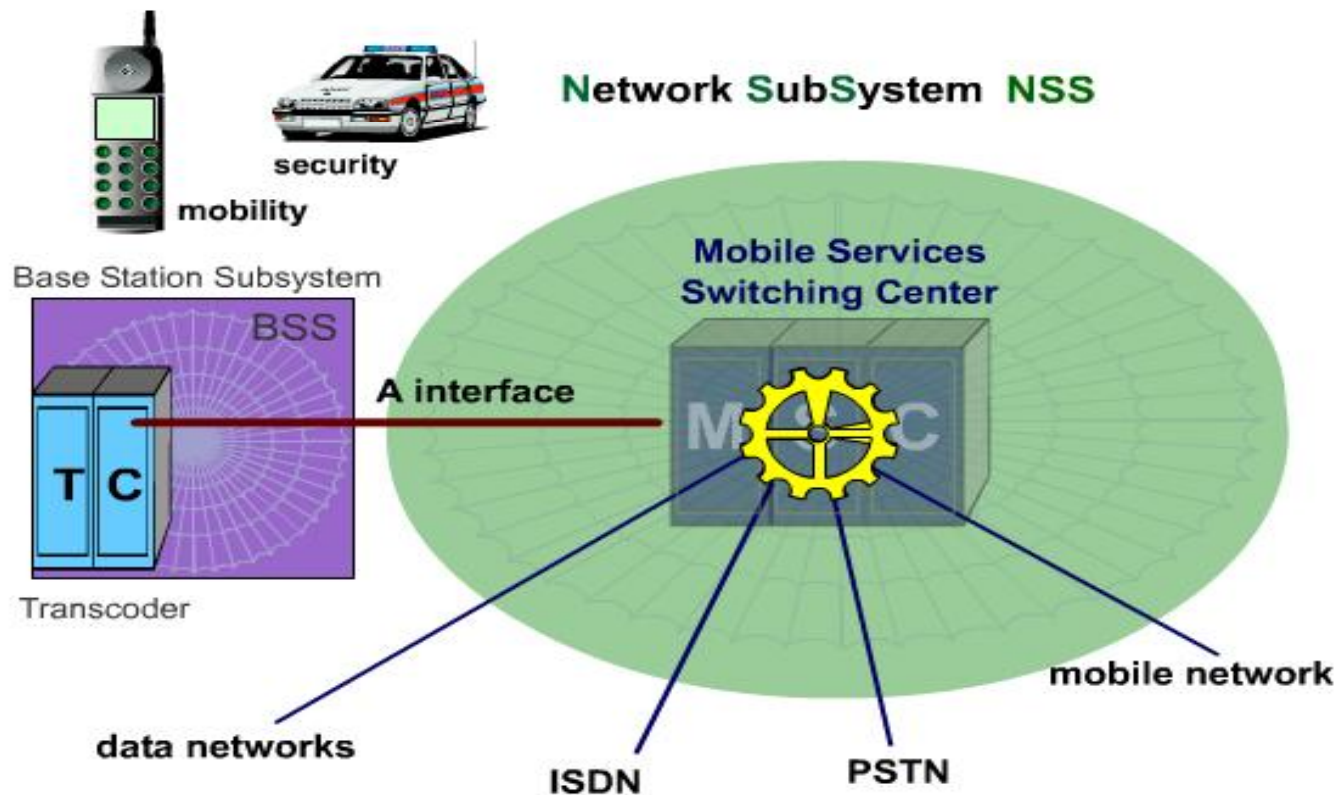 Network SubSystem NSS
security
mobility
Base Station Subsystem
BSS
Mobile Services
Switching Center
A interface
M S C
T C
Transcoder
mobile network
data networks
ISDN
PSTN